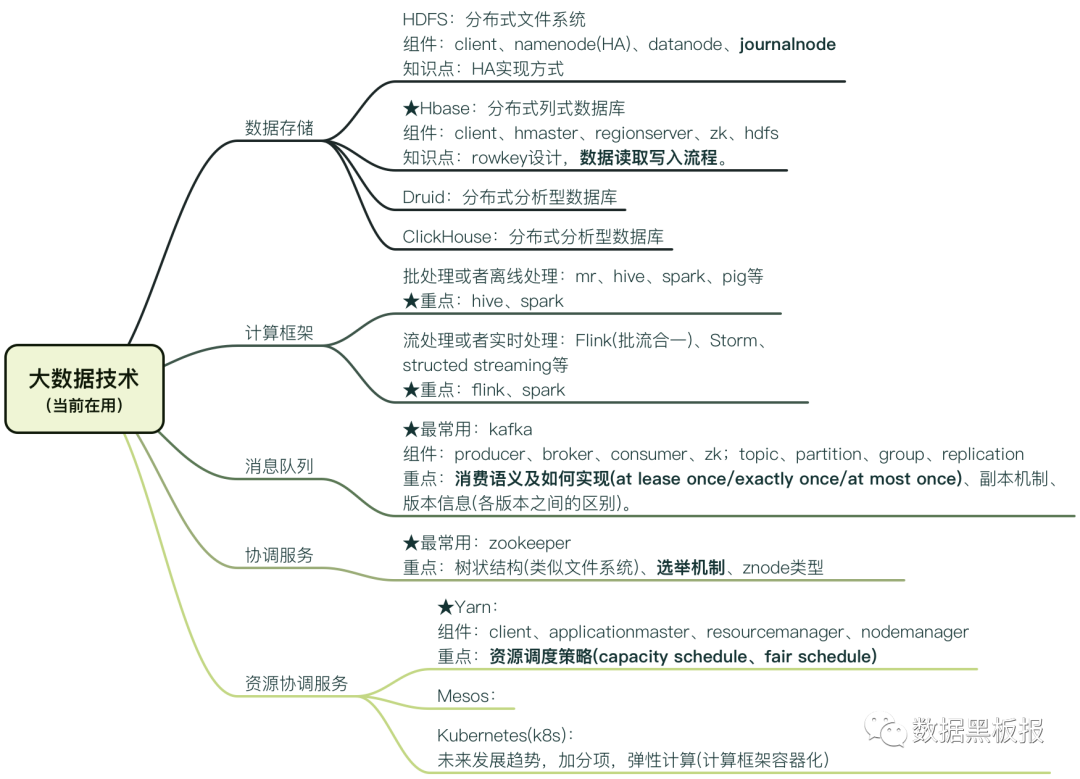 HDFS：分布式文件系统
组件：client、namenode(HA)、datanode、journalnode
知识点：HA实现方式
★Hbase：分布式列式数据库
组件：client、hmaster、regionserver、zk、hdfs
知识点：rowkey设计，数据读取写入流程。
数据存储
Druid：分布式分析型数据库
ClickHouse：分布式分析型数据库
批处理或者离线处理：mr、hive、spark、pig等
★重点：hive、spark
计算框架
流处理或者实时处理：Flink(批流合一)、Storm、
structed streaming等
★重点：flink、spark
大数据技术
（当前在用）
★最常用：kafka
组件：producer、broker、consumer、zk；topic、partition、group、replication
消息队列
重点：消费语义及如何实现(at lease once/exactly once/at most once)、副本机制、
版本信息(各版本之间的区别)。
协调服务
★最常用：zookeeper
重点：树状结构(类似文件系统)、选举机制、znode类型
★Yarn：
组件：client、applicationmaster、resourcemanager、nodemanager
重点：资源调度策略(capacity schedule、fair schedule)
资源协调服务
Mesos：
Kubernetes(k8s)：
未来发展趋势，加分项，弹性计算(计算框架容器化)
数据黑板报